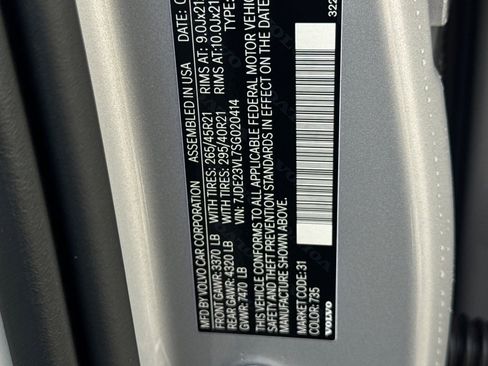 MFD BY VOLVO CAR CORPORATION ASSEMBLED IN USA DATE:
FRONT GAWR: 3370 LB WITH TIRES: 265/45R21 RIMS AT: 9.0Jx21
REAR GAWR: 4320 LB WITH TIRES: 295/40R21 RIMS AT: 10.0Jx21
GVWR: 7470 LB VIN: 7JDE23VL7SG020414 TYPE:
THIS VEHICLE CONFORMS TO ALL APPLICABLE FEDERAL MOTOR VEHIC
SAFETY AND THEFT PREVENTION STANDARDS IN EFFECT ON THE DATE
MANUFACTURE SHOWN ABOVE.
MARKET CODE: 31
COLOR: 735
VOLVO
322